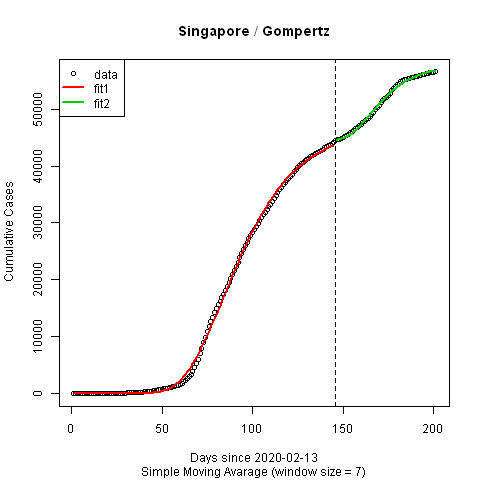 Singapore / Gompertz
data
fit1
fit2
Cumulative Cases
50000
40000
30000
20000
10000
0
0 50 100 150 200
Days since 2020-02-13
Simple Moving Avarage (window size = 7)